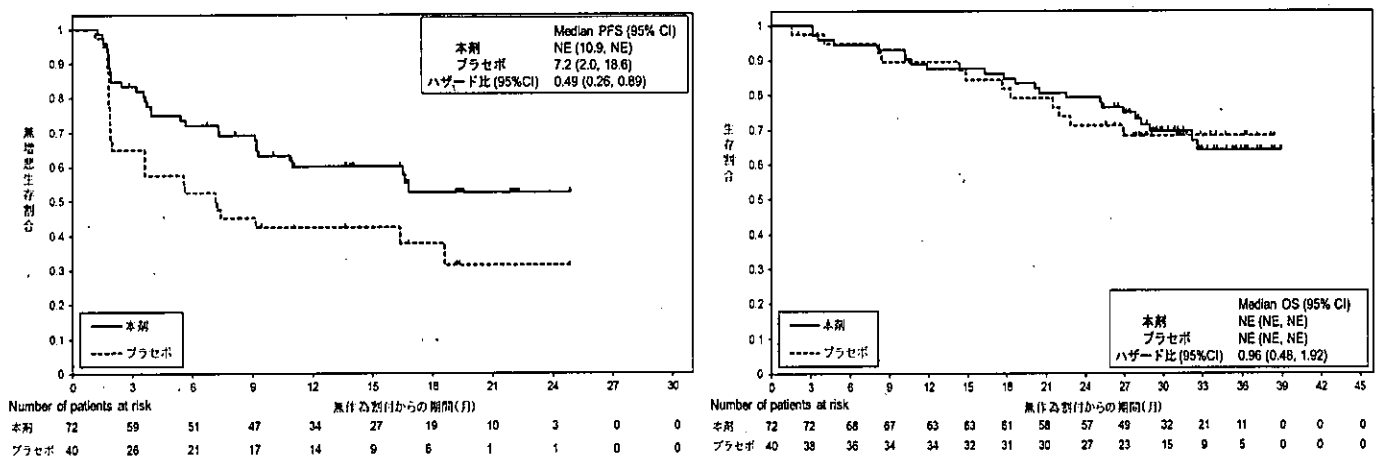 Median PFS (95% CI)
本剤 NE (10.9, NE)
プラセボ 7.2 (2.0, 18.6)
ハザード比 (95%CI) 0.49 (0.26, 0.89)
無増悪生存割合
1
0.9
0.8
0.7
0.6
0.5
0.4
0.3
0.2
0.1
0
本剤
プラセボ
0 3 6 9 12 15 18 21 24 27 30
Number of patients at risk 無作為割付からの期間(月)
本剤 72 59 51 47 34 27 19 10 3 0 0
プラセボ 40 26 21 17 14 9 6 1 1 0 0
生存割合
1
0.9
0.8
0.7
0.6
0.5
0.4
0.3
0.2
0.1
0
本剤
プラセボ
Median OS (95% CI)
本剤 NE (NE, NE)
プラセボ NE (NE, NE)
ハザード比 (95%CI) 0.96 (0.48, 1.92)
0 3 6 9 12 15 18 21 24 27 30 33 36 39 42 45
Number of patients at risk 無作為割付からの期間(月)
本剤 72 72 68 67 63 63 61 58 57 49 32 21 11 0 0 0
プラセボ 40 38 36 34 34 32 31 30 27 23 15 9 5 0 0 0